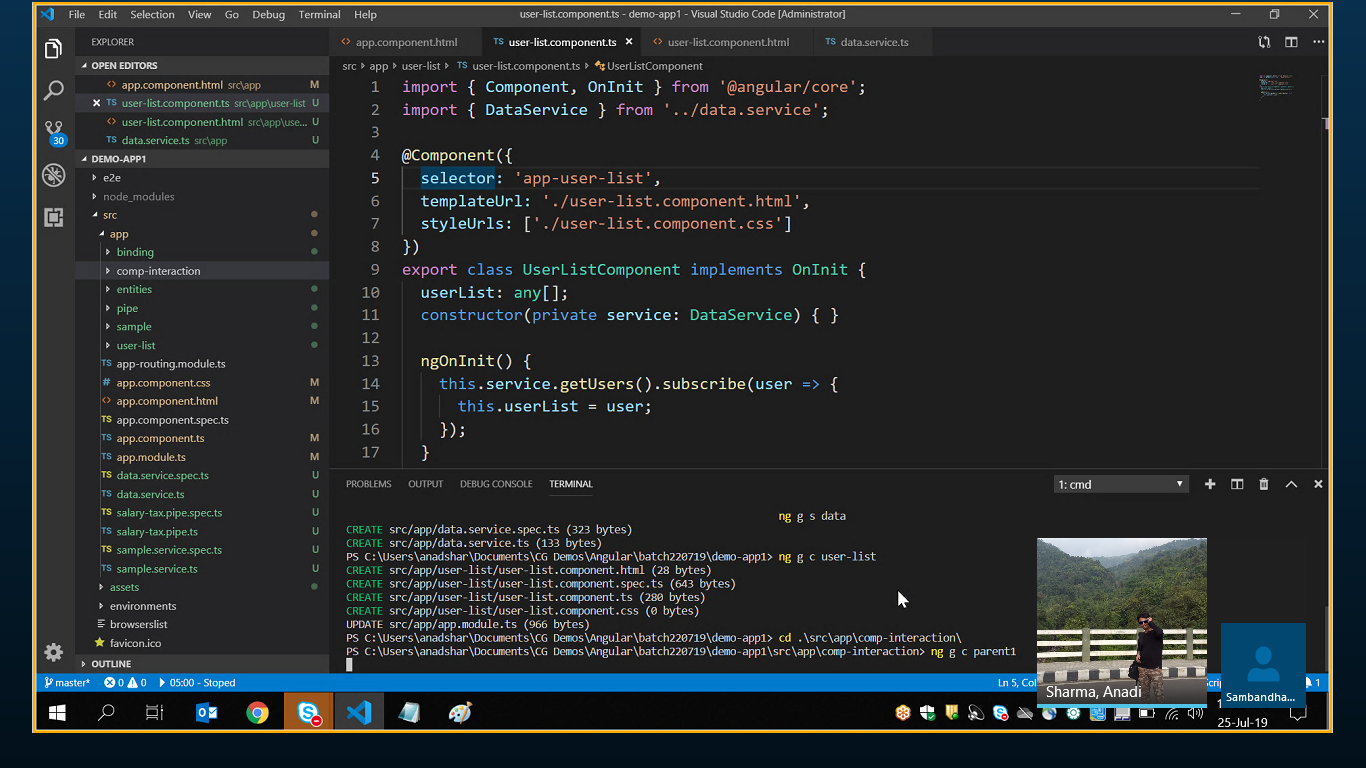 File Edit Selection View Go Debug Terminal Help
user-list.component.ts - demo-app1 - Visual Studio Code [Administrator]
EXPLORER
OPEN EDITORS
app.component.html src\app M
user-list.component.ts src\app\user-list U
user-list.component.html src\app\use... U
data.service.ts src\app U
30
DEMO-APP1
e2e
node_modules
src
app
binding
comp-interaction
entities
pipe
sample
user-list
app-routing.module.ts
app.component.css M
app.component.html M
app.component.spec.ts
app.component.ts M
app.module.ts M
data.service.spec.ts U
data.service.ts U
salary-tax.pipe.spec.ts U
salary-tax.pipe.ts U
sample.service.spec.ts U
sample.service.ts U
assets
environments
browserslist
favicon.ico
OUTLINE
app.component.html
user-list.component.ts
user-list.component.html
data.service.ts
src app user-list user-list.component.ts UserListComponent
1 import { Component, OnInit } from '@angular/core';
2 import { DataService } from '../data.service';
3
4 @Component({
5 selector: 'app-user-list',
6 templateUrl: './user-list.component.html',
7 styleUrls: ['./user-list.component.css']
8 })
9 export class UserListComponent implements OnInit {
10 userList: any[];
11 constructor(private service: DataService) { }
12
13 ngOnInit() {
14 this.service.getUsers().subscribe(user => {
15 this.userList = user;
16 });
17 }
PROBLEMS OUTPUT DEBUG CONSOLE TERMINAL
1: cmd
ng g s data
CREATE src/app/data.service.spec.ts (323 bytes)
CREATE src/app/data.service.ts (133 bytes)
PS C:\Users\anadshar\Documents\CG Demos\Angular\batch220719\demo-app1> ng g c user-list
CREATE src/app/user-list/user-list.component.html (28 bytes)
CREATE src/app/user-list/user-list.component.spec.ts (643 bytes)
CREATE src/app/user-list/user-list.component.ts (280 bytes)
CREATE src/app/user-list/user-list.component.css (0 bytes)
UPDATE src/app/app.module.ts (966 bytes)
PS C:\Users\anadshar\Documents\CG Demos\Angular\batch220719\demo-app1> cd .\src\app\comp-interaction\
PS C:\Users\anadshar\Documents\CG Demos\Angular\batch220719\demo-app1\src\app\comp-interaction> ng g c parent1
Sharma, Anadi
Sambandha...
master* 0 0 05:00 - Stoped
Ln 5, Col
1
25-Jul-19